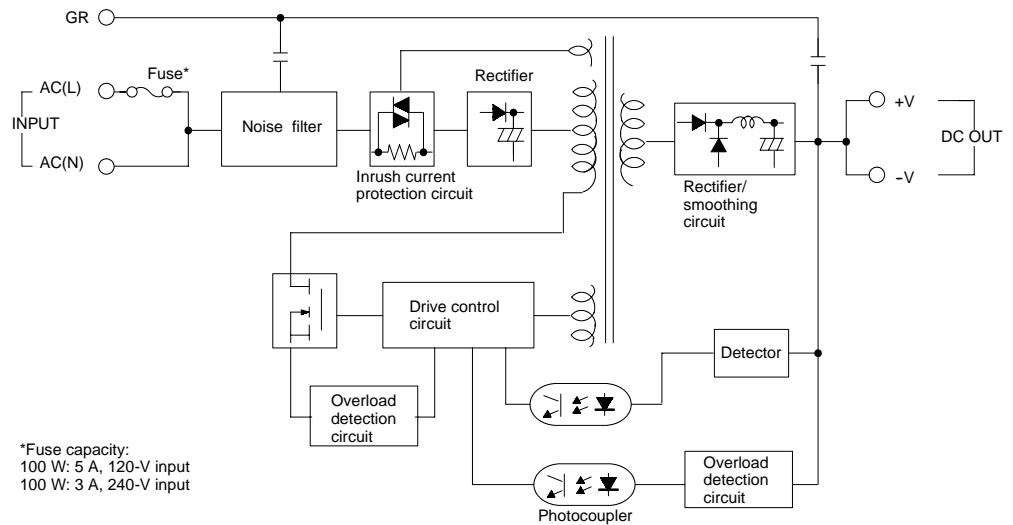 GR
Fuse*
AC(L)
INPUT
AC(N)
Noise filter
Inrush current
protection circuit
Rectifier
Rectifier/
smoothing
circuit
+V
DC OUT
−V
Drive control
circuit
Detector
Overload
detection
circuit
Overload
detection
circuit
Photocoupler
*Fuse capacity:
100 W: 5 A, 120-V input
100 W: 3 A, 240-V input